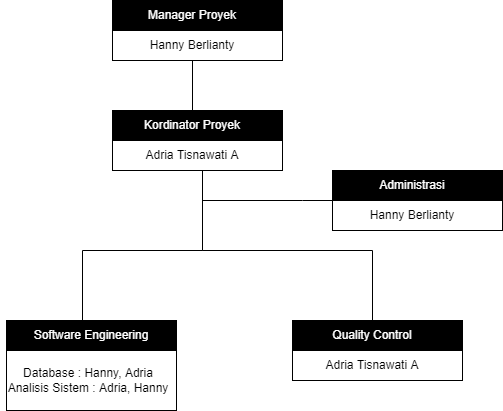 Manager Proyek
Hanny Berlianty
Kordinator Proyek
Adria Tisnawati A
Administrasi
Hanny Berlianty
Software Engineering
Database : Hanny, Adria
Analisis Sistem : Adria, Hanny
Quality Control
Adria Tisnawati A